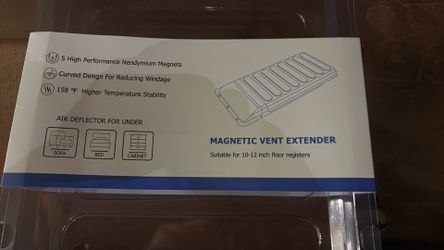 5 High Performance Neodymium Magnets
Curved Design For Reducing Windage
158 °F Higher Temperature Stability
AIR DEFLECTOR FOR UNDER
SOFA
BED
CABINET
MAGNETIC VENT EXTENDER
Suitable for 10-12 inch floor registers